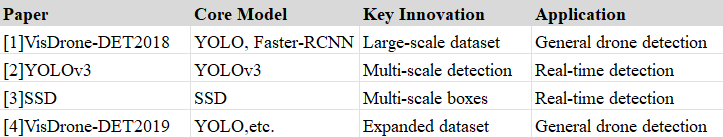 Paper Core Model Key Innovation Application
[1]VisDrone-DET2018 YOLO, Faster-RCNN Large-scale dataset General drone detection
[2]YOLOv3 YOLOv3 Multi-scale detection Real-time detection
[3]SSD SSD Multi-scale boxes Real-time detection
[4]VisDrone-DET2019 YOLO,etc. Expanded dataset General drone detection